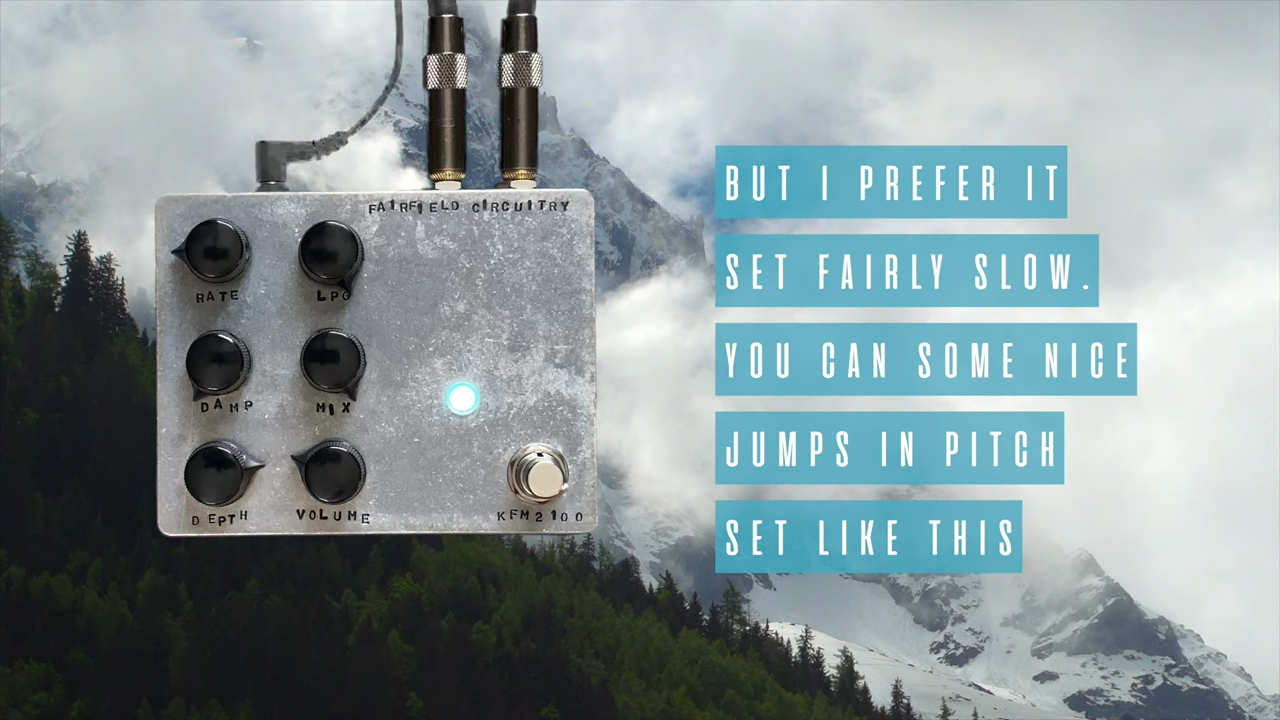 FAIRFIELD CIRCUITRY
RATE LPG
DAMP MIX
DEPTH VOLUME KFM2100
BUT I PREFER IT
SET FAIRLY SLOW.
YOU CAN SOME NICE
JUMPS IN PITCH
SET LIKE THIS